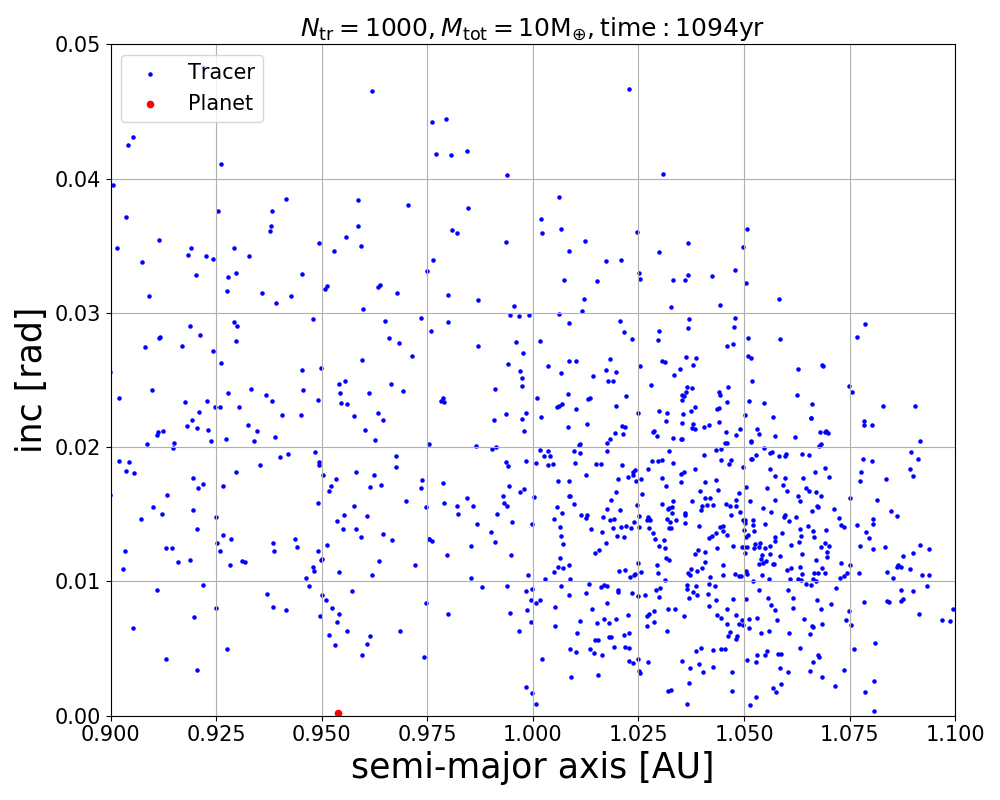 N_tr = 1000, M_tot = 10M_⊕, time : 1094yr
Tracer
Planet
inc [rad]
0.05
0.04
0.03
0.02
0.01
0.00
0.900 0.925 0.950 0.975 1.000 1.025 1.050 1.075 1.100
semi-major axis [AU]